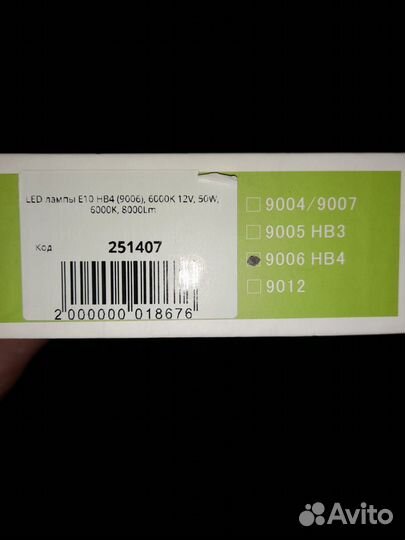 LED лампы E10 HB4 (9006), 6000K 12V, 50W,
6000K, 8000Lm
Код 251407
2 000000 018676
9004/9007
9005 HB3
9006 HB4
9012
Avito